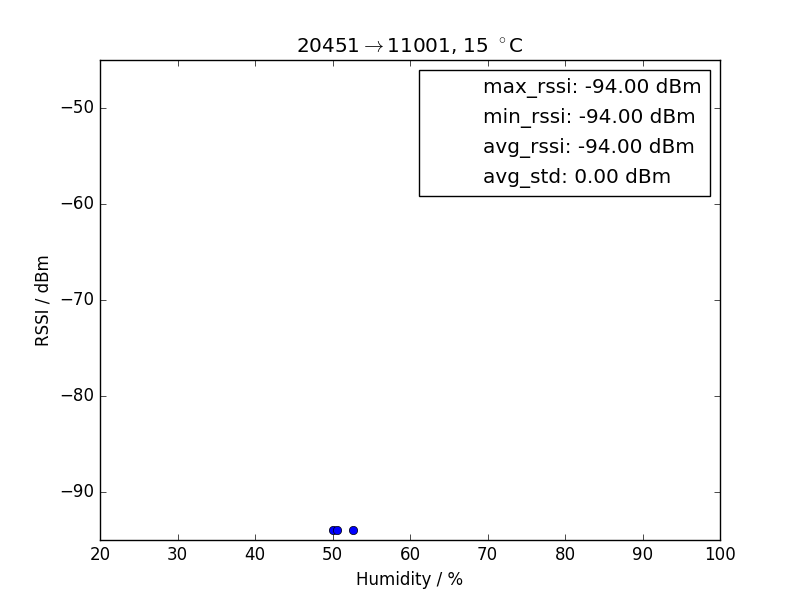 20451→11001, 15 °C
max_rssi: -94.00 dBm
min_rssi: -94.00 dBm
avg_rssi: -94.00 dBm
avg_std: 0.00 dBm
RSSI / dBm
−50
−60
−70
−80
−90
20 30 40 50 60 70 80 90 100
Humidity / %